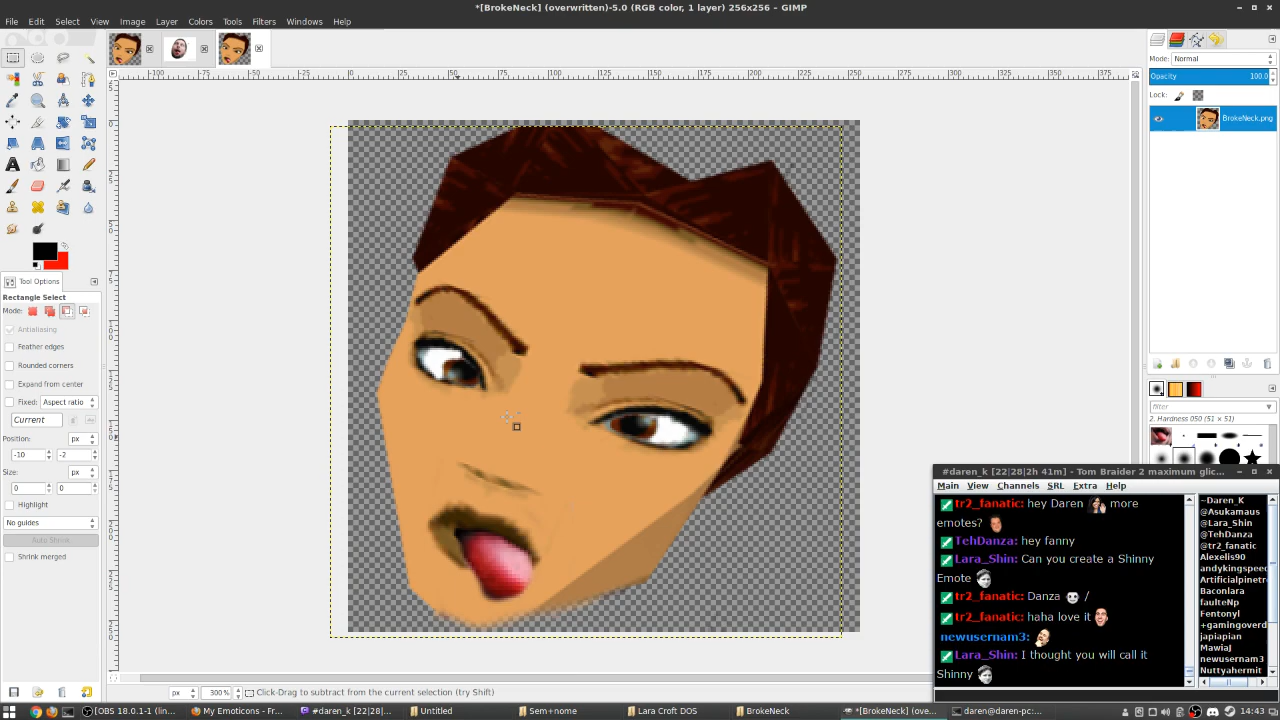 *[BrokeNeck] (overwritten)-5.0 (RGB color, 1 layer) 256x256 – GIMP
File Edit Select View Image Layer Colors Tools Filters Windows Help
Mode: Normal
Opacity 100.0
Lock:
BrokeNeck.png
Tool Options
Rectangle Select
Mode:
Antialiasing
Feather edges
Rounded corners
Expand from center
Fixed: Aspect ratio
Current
Position: px
-10 -2
Size: px
0 0
Highlight
No guides
Auto Shrink
Shrink merged
filter
2. Hardness 050 (51 × 51)
px 300% Click-Drag to subtract from the current selection (try Shift)
#daren_k [22|28|2h 41m] - Tom Braider 2 maximum glic...
Main View Channels SRL Extra Help
tr2_fanatic: hey Daren more
emotes?
TehDanza: hey fanny
Lara_Shin: Can you create a Shinny
Emote
tr2_fanatic: Danza /
tr2_fanatic: haha love it
newusernam3:
Lara_Shin: I thought you will call it
Shinny
~Daren_K
@Asukamaus
@Lara_Shin
@TehDanza
@tr2_fanatic
Alexelis90
andykingspeed
Artificialpinetr
Baconlara
faulteNp
Fentonyl
+gamingoverd
japiapian
MawiaJ
newusernam3
Nuttyahermit
[OBS 18.0.1-1 (lin...
My Emoticons - Fr...
#daren_k [22|28|...
Untitled
Sem+nome
Lara Croft DOS
BrokeNeck
*[BrokeNeck] (ove...
daren@daren-pc:...
14:43